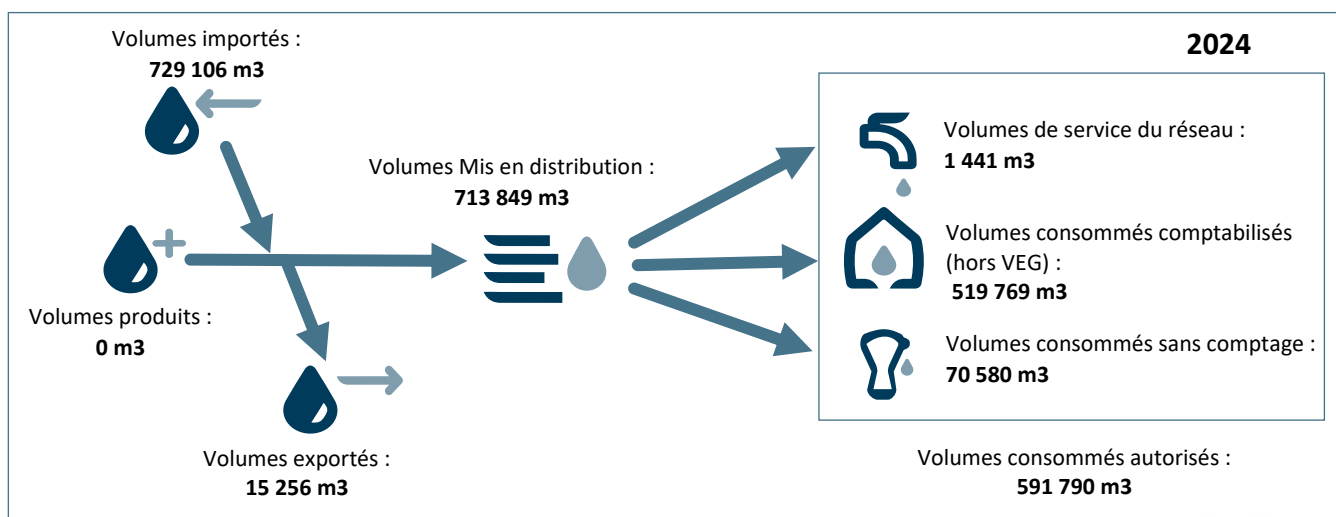 Volumes importés :
729 106 m3
2024
Volumes Mis en distribution :
713 849 m3
Volumes produits :
0 m3
Volumes exportés :
15 256 m3
Volumes de service du réseau :
1 441 m3
Volumes consommés comptabilisés
(hors VEG) :
519 769 m3
Volumes consommés sans comptage :
70 580 m3
Volumes consommés autorisés :
591 790 m3